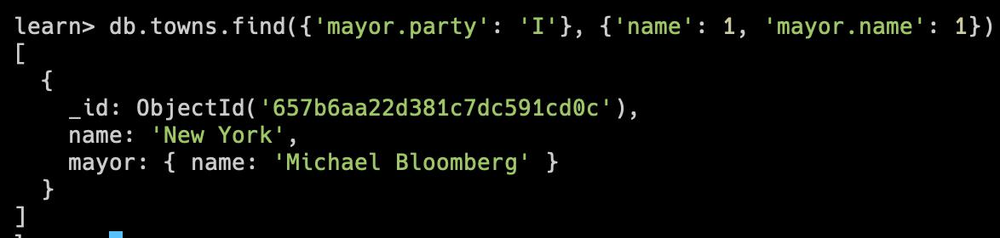 learn> db.towns.find({'mayor.party': 'I'}, {'name': 1, 'mayor.name': 1})
[
  {
    _id: ObjectId('657b6aa22d381c7dc591cd0c'),
    name: 'New York',
    mayor: { name: 'Michael Bloomberg' }
  }
]